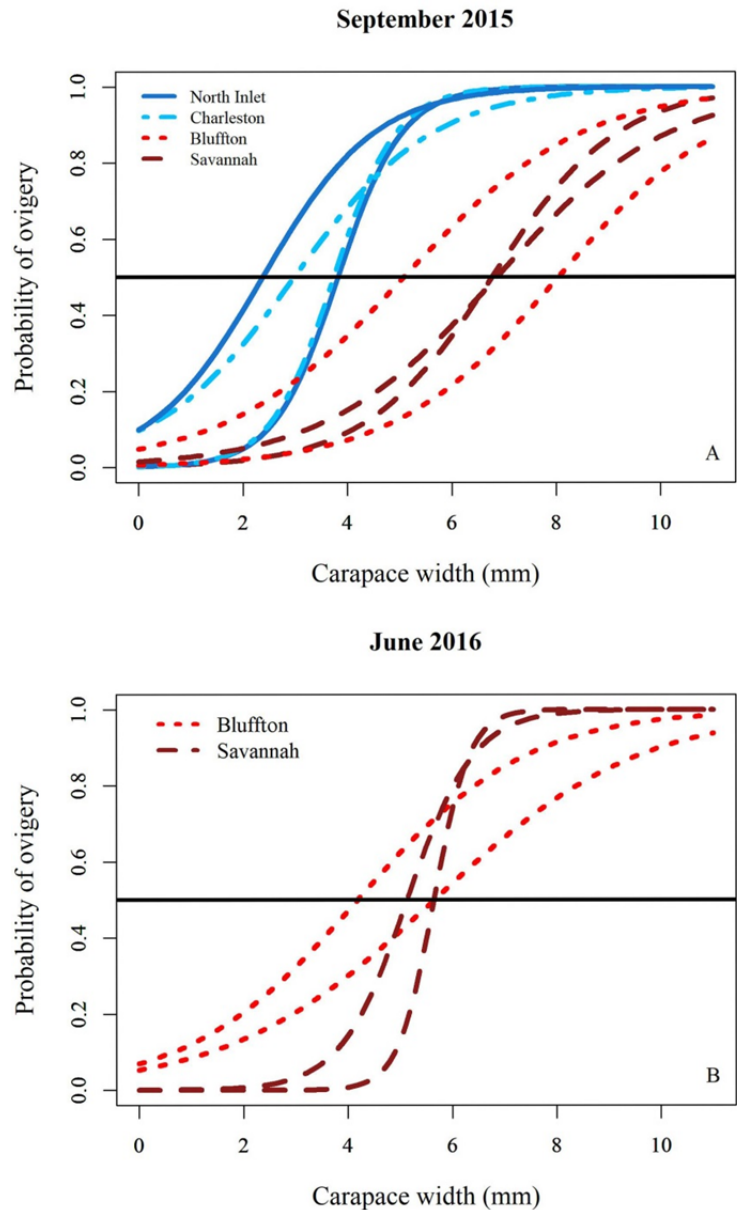 September 2015
1.0
0.8
0.6
0.4
0.2
0.0
Probability of ovigery
North Inlet
Charleston
Bluffton
Savannah
A
0 2 4 6 8 10
Carapace width (mm)
June 2016
1.0
0.8
0.6
0.4
0.2
0.0
Probability of ovigery
Bluffton
Savannah
B
0 2 4 6 8 10
Carapace width (mm)